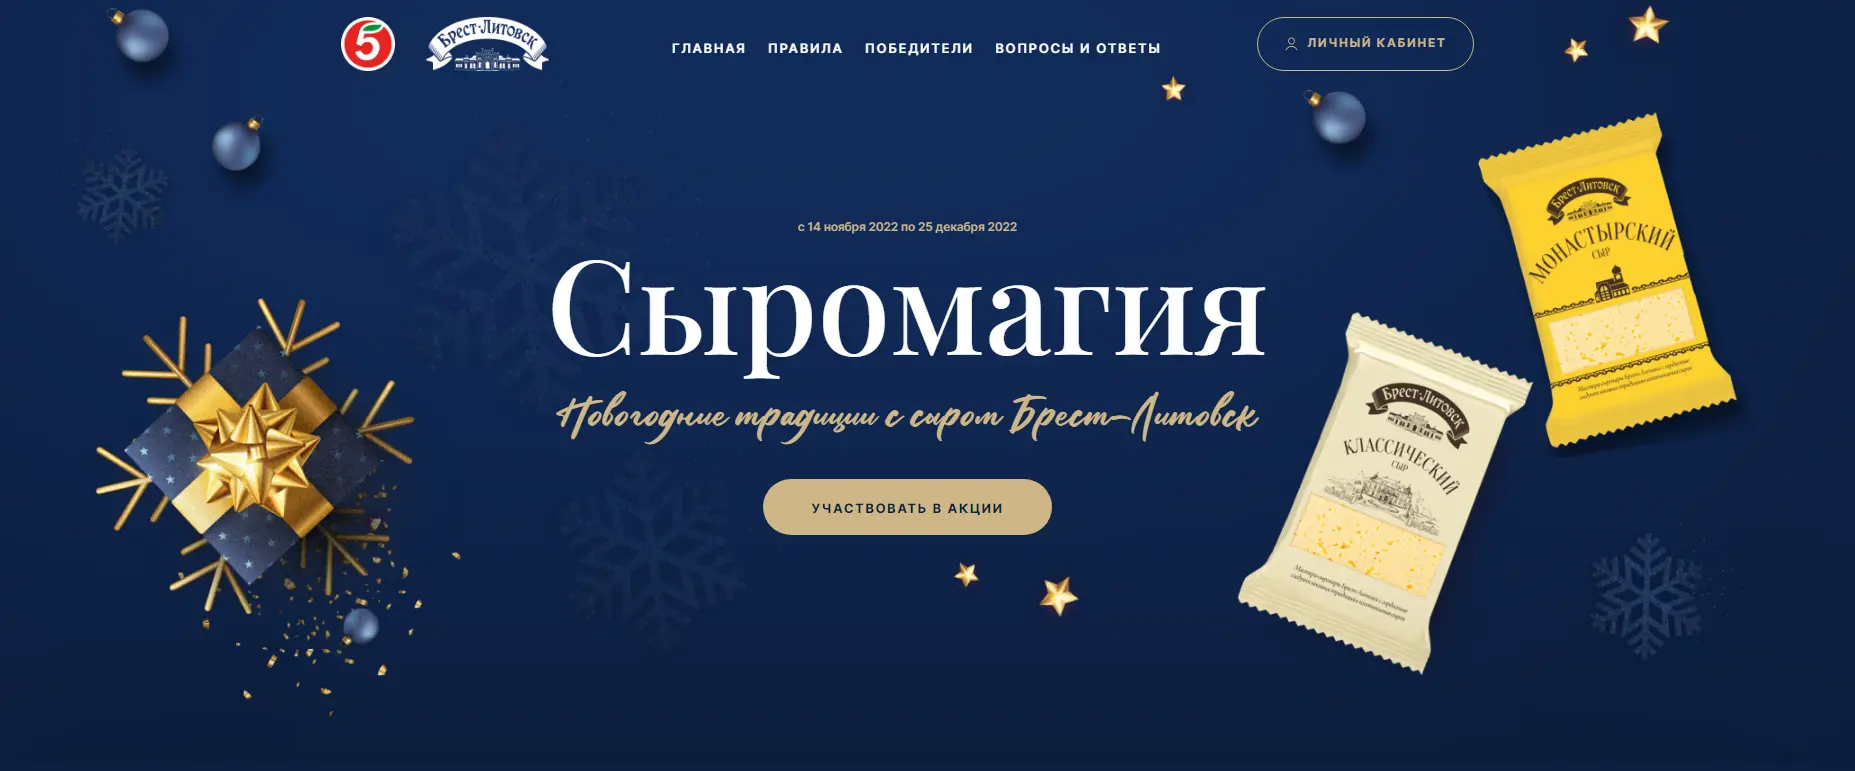 5
Брест-Литовск
ГЛАВНАЯ ПРАВИЛА ПОБЕДИТЕЛИ ВОПРОСЫ И ОТВЕТЫ
ЛИЧНЫЙ КАБИНЕТ
с 14 ноября 2022 по 25 декабря 2022
Сыромагия
Новогодние традиции с сыром Брест-Литовск
УЧАСТВОВАТЬ В АКЦИИ
Брест-Литовск
МОНАСТЫРСКИЙ
СЫР
Брест-Литовск
КЛАССИЧЕСКИЙ
СЫР